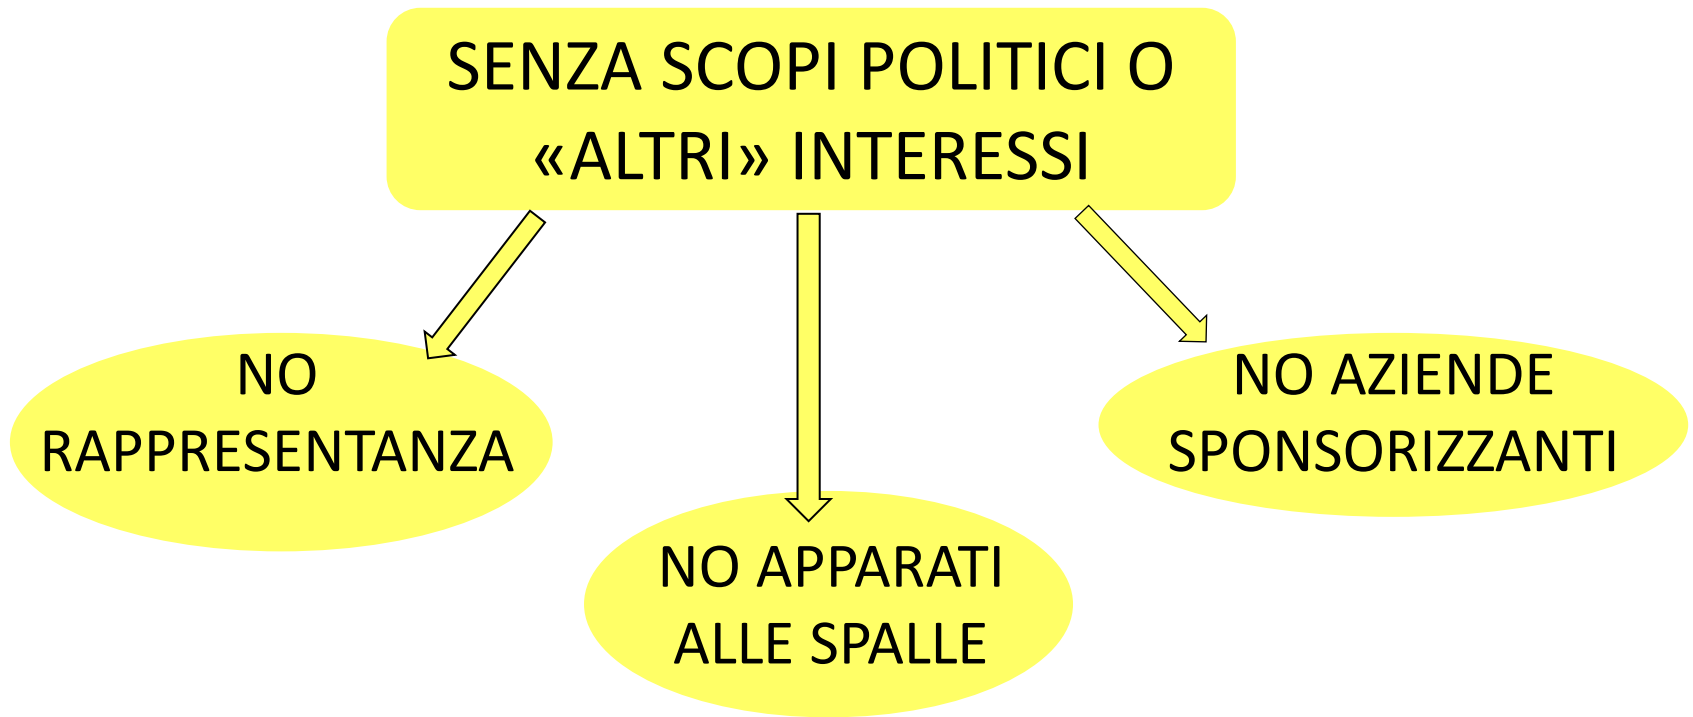 SENZA SCOPI POLITICI O
«ALTRI» INTERESSI
NO
RAPPRESENTANZA
NO APPARATI
ALLE SPALLE
NO AZIENDE
SPONSORIZZANTI